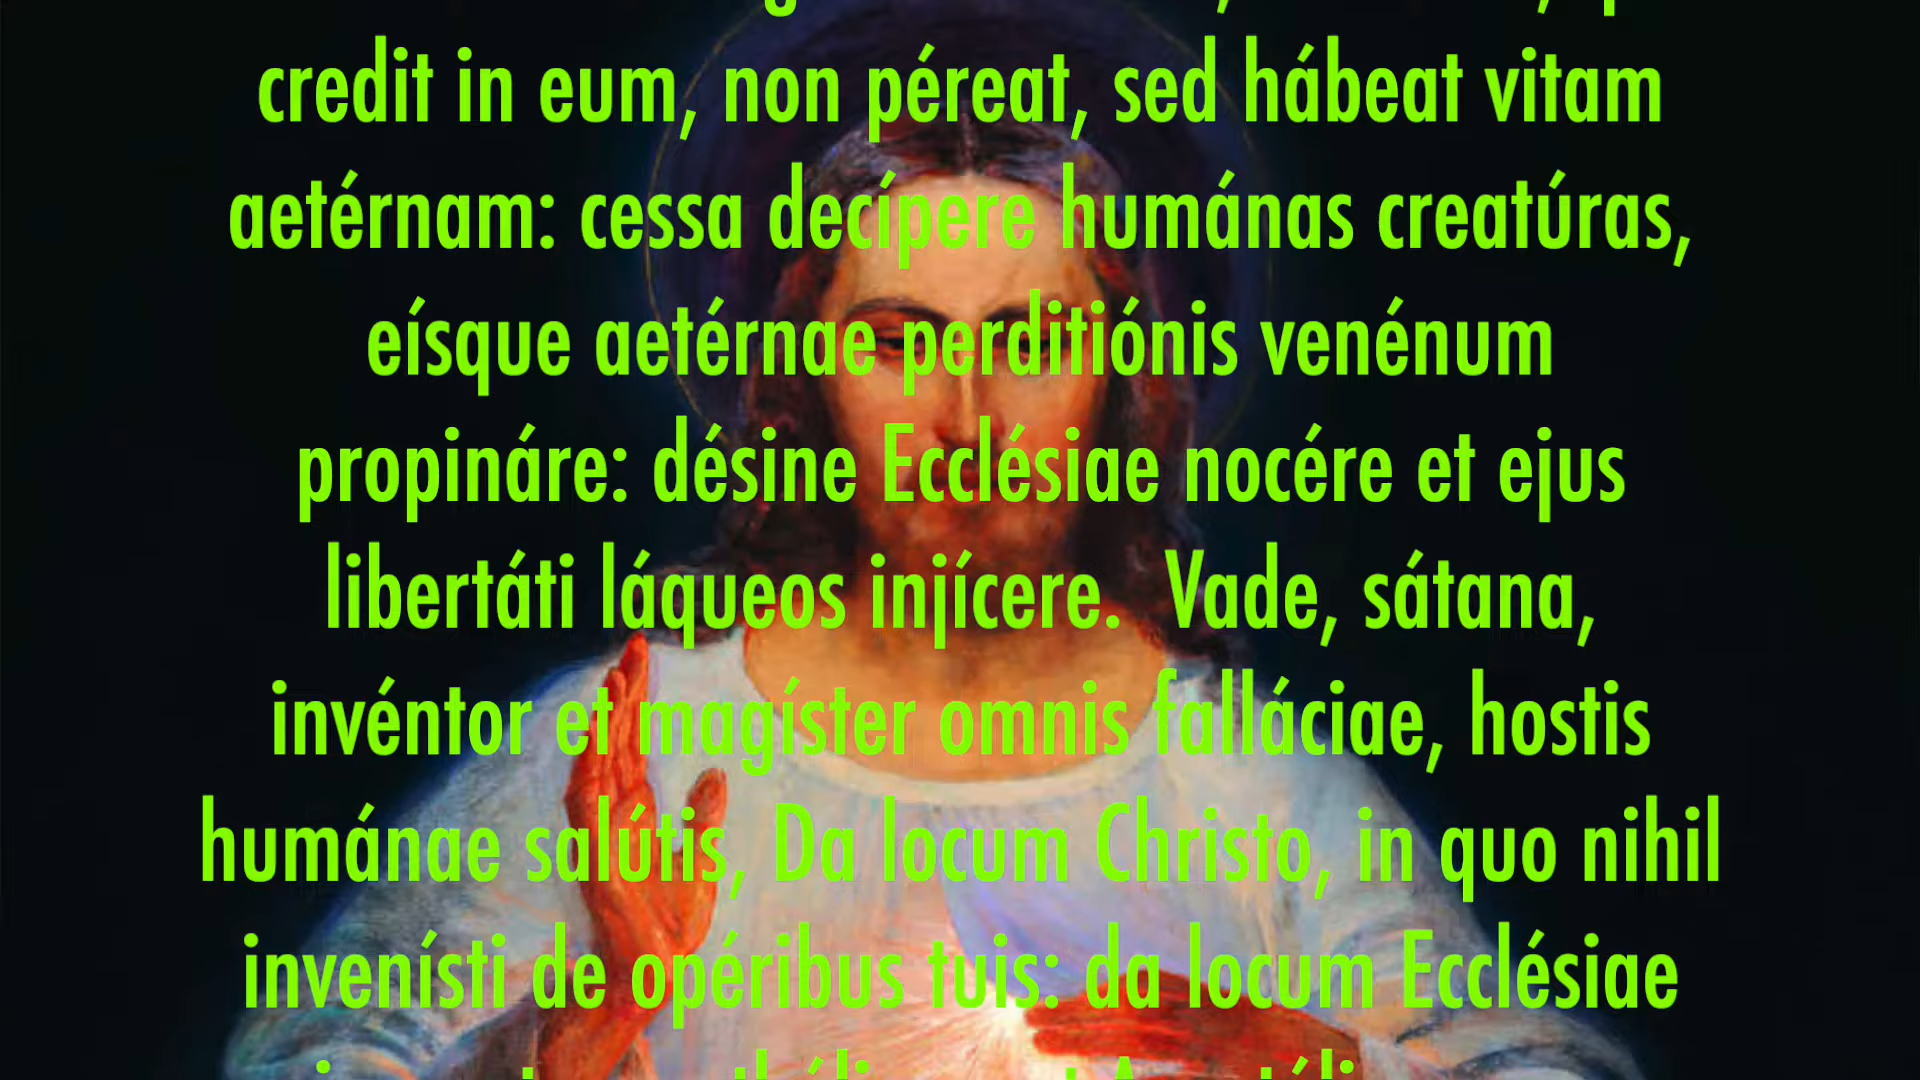 credit in eum, non péreat, sed hábeat vitam
aetérnam: cessa decípere humánas creatúras,
eísque aetérnae perditiónis venénum
propináre: désine Ecclésiae nocére et ejus
libertáti láqueos injícere. Vade, sátana,
invéntor et magíster omnis falláciae, hostis
humánae salútis, Da locum Christo, in quo nihil
invenísti de opéribus tuis: da locum Ecclésiae